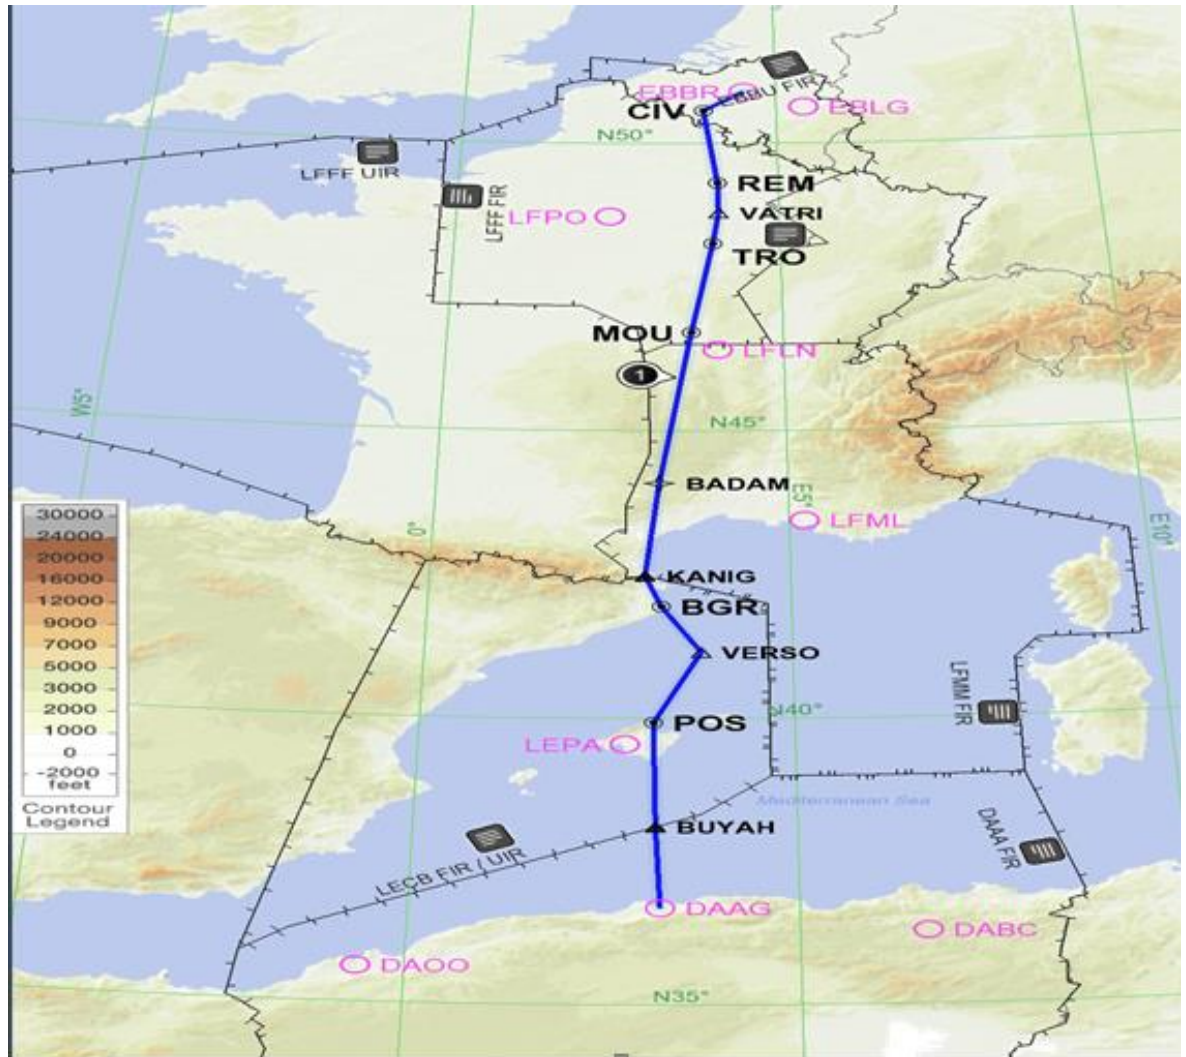 EBBR
EBBU FIR
CIV
EBLG
N50°
LFFF UIR
REM
LFFF FIR
LFPO
VATRI
TRO
MOU
LFLN
1
W5°
N45°
BADAM
E5°
LFML
E10°
30000
24000
20000
16000
12000
9000
7000
5000
3000
2000
1000
0
-2000
feet
Contour
Legend
0°
KANIG
BGR
VERSO
LFMM FIR
N40°
POS
LEPA
Mediterranean Sea
BUYAH
DAAA FIR
LECB FIR / UIR
DAAG
DABC
DAOO
N35°